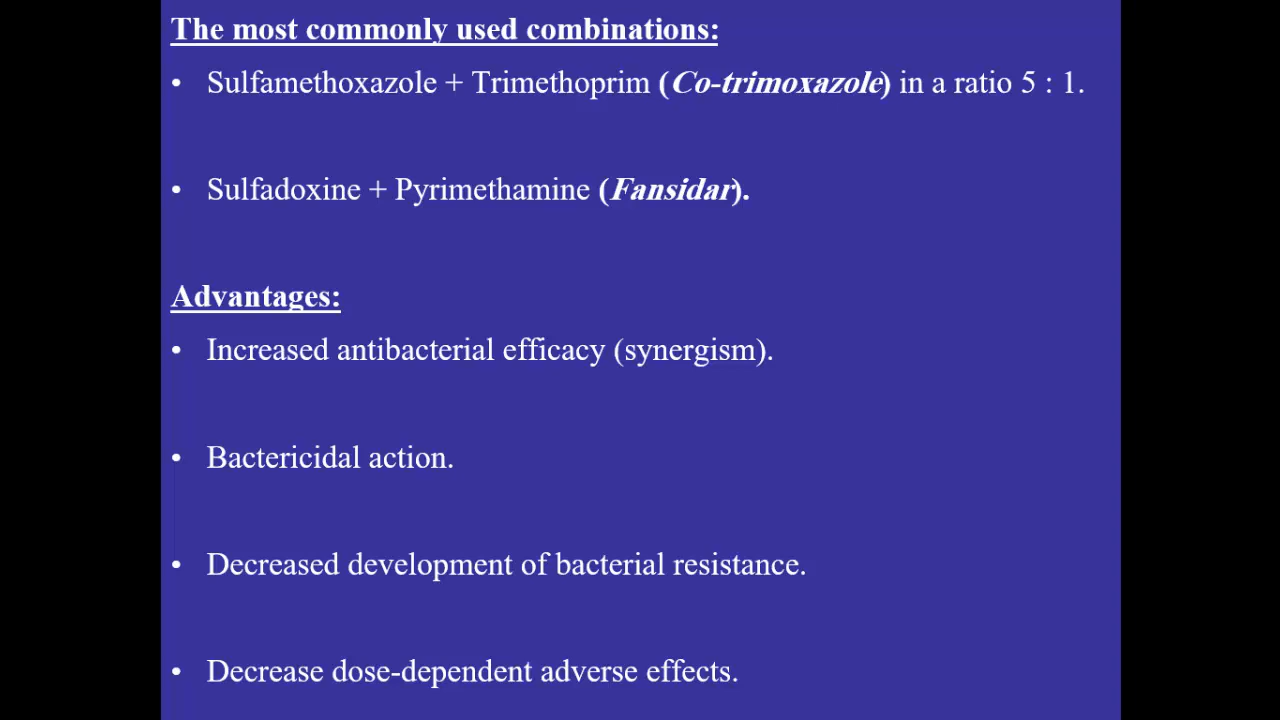 The most commonly used combinations:
• Sulfamethoxazole + Trimethoprim (Co-trimoxazole) in a ratio 5 : 1.
• Sulfadoxine + Pyrimethamine (Fansidar).
Advantages:
• Increased antibacterial efficacy (synergism).
• Bactericidal action.
• Decreased development of bacterial resistance.
• Decrease dose-dependent adverse effects.